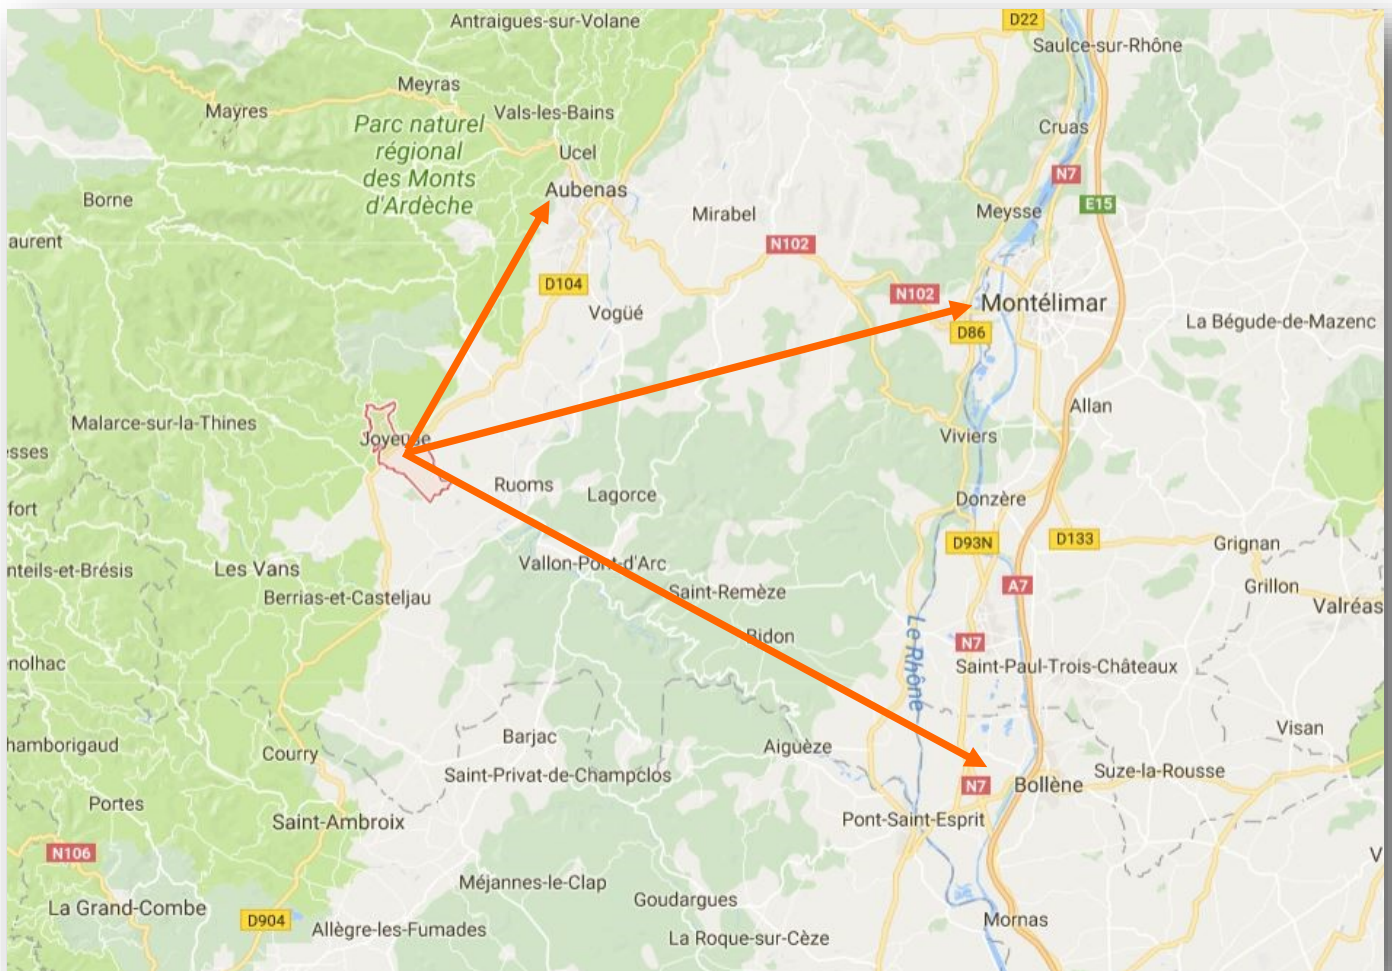 Antraigues-sur-Volane
D22
Saulce-sur-Rhône
Meyras
Mayres
Vals-les-Bains
Parc naturel
régional
des Monts
d'Ardèche
Cruas
Ucel
N7
Aubenas
Borne
Mirabel
Meysse
E15
aurent
N102
D104
N102
Montélimar
Vogüé
La Bégude-de-Mazenc
D86
Allan
Malarce-sur-la-Thines
Joyeuse
Viviers
esses
Ruoms
Lagorce
Donzère
fort
D93N
D133
Grignan
Vallon-Pont-d'Arc
nteils-et-Brésis
Les Vans
A7
Grillon
Saint-Remèze
Berrias-et-Casteljau
Valréas
Bidon
N7
Le Rhône
nolhac
Saint-Paul-Trois-Châteaux
Visan
Barjac
hamborigaud
Courry
Aiguèze
Saint-Privat-de-Champclos
Suze-la-Rousse
N7
Bollène
Portes
Saint-Ambroix
Pont-Saint-Esprit
N106
V
Méjannes-le-Clap
Goudargues
La Grand-Combe
D904
Mornas
Allègre-les-Fumades
La Roque-sur-Cèze